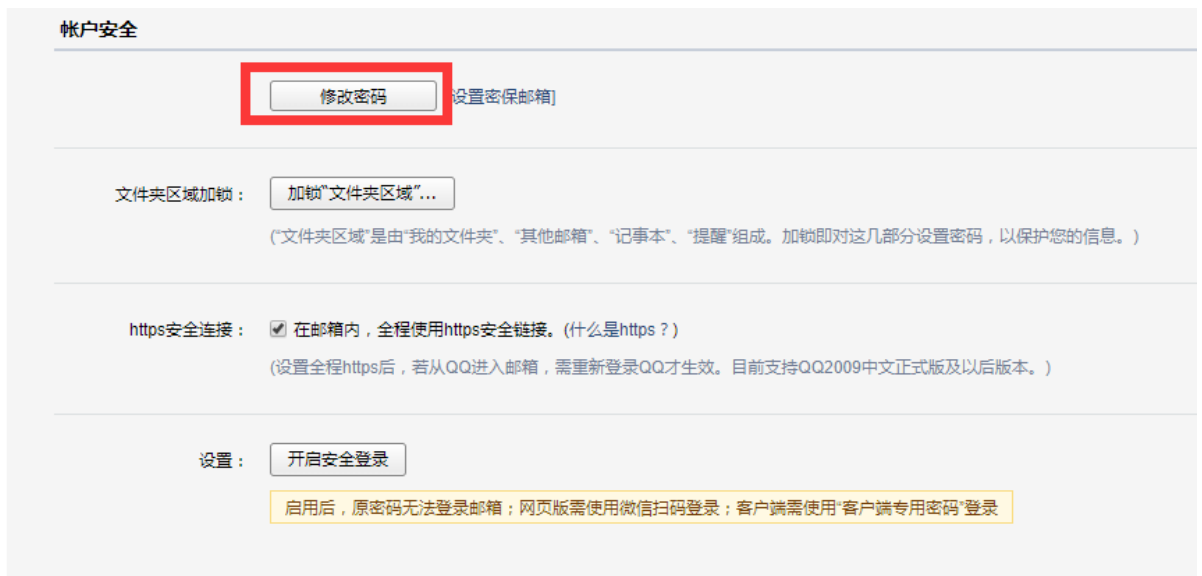 帐户安全
修改密码 设置密保邮箱]
文件夹区域加锁： 加锁“文件夹区域”...
(“文件夹区域”是由“我的文件夹”、“其他邮箱”、“记事本”、“提醒”组成。加锁即对这几部分设置密码，以保护您的信息。)
https安全连接： 在邮箱内，全程使用https安全链接。(什么是https？)
(设置全程https后，若从QQ进入邮箱，需重新登录QQ才生效。目前支持QQ2009中文正式版及以后版本。)
设置： 开启安全登录
启用后，原密码无法登录邮箱；网页版需使用微信扫码登录；客户端需使用“客户端专用密码”登录